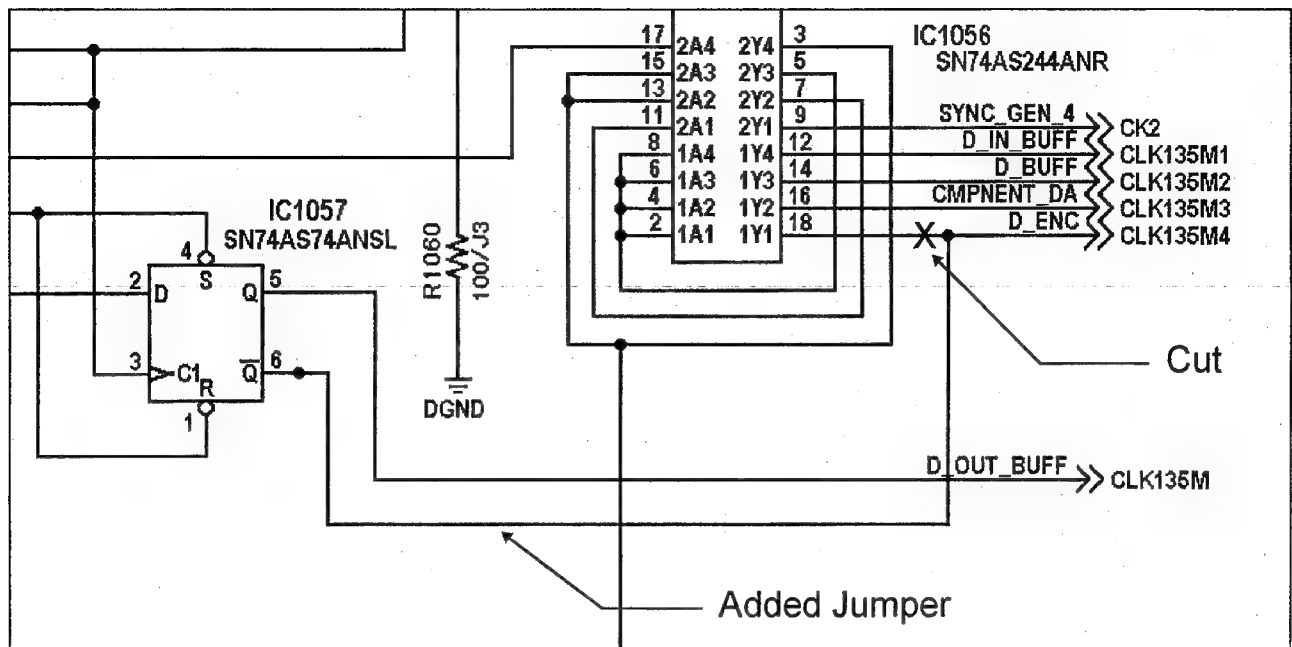 IC1056
SN74AS244ANR
17 2A4 2Y4 3
15 2A3 2Y3 5
13 2A2 2Y2 7
11 2A1 2Y1 9 SYNC_GEN_4 CK2
8 1A4 1Y4 12 D_IN_BUFF CLK135M1
6 1A3 1Y3 14 D_BUFF CLK135M2
4 1A2 1Y2 16 CMPNENT_DA CLK135M3
2 1A1 1Y1 18 X D_ENC CLK135M4
IC1057
SN74AS74ANSL
4
S
2 D Q 5
3 C1 Q̅ 6
R
1
R1060
100/J3
DGND
Cut
D_OUT_BUFF CLK135M
Added Jumper